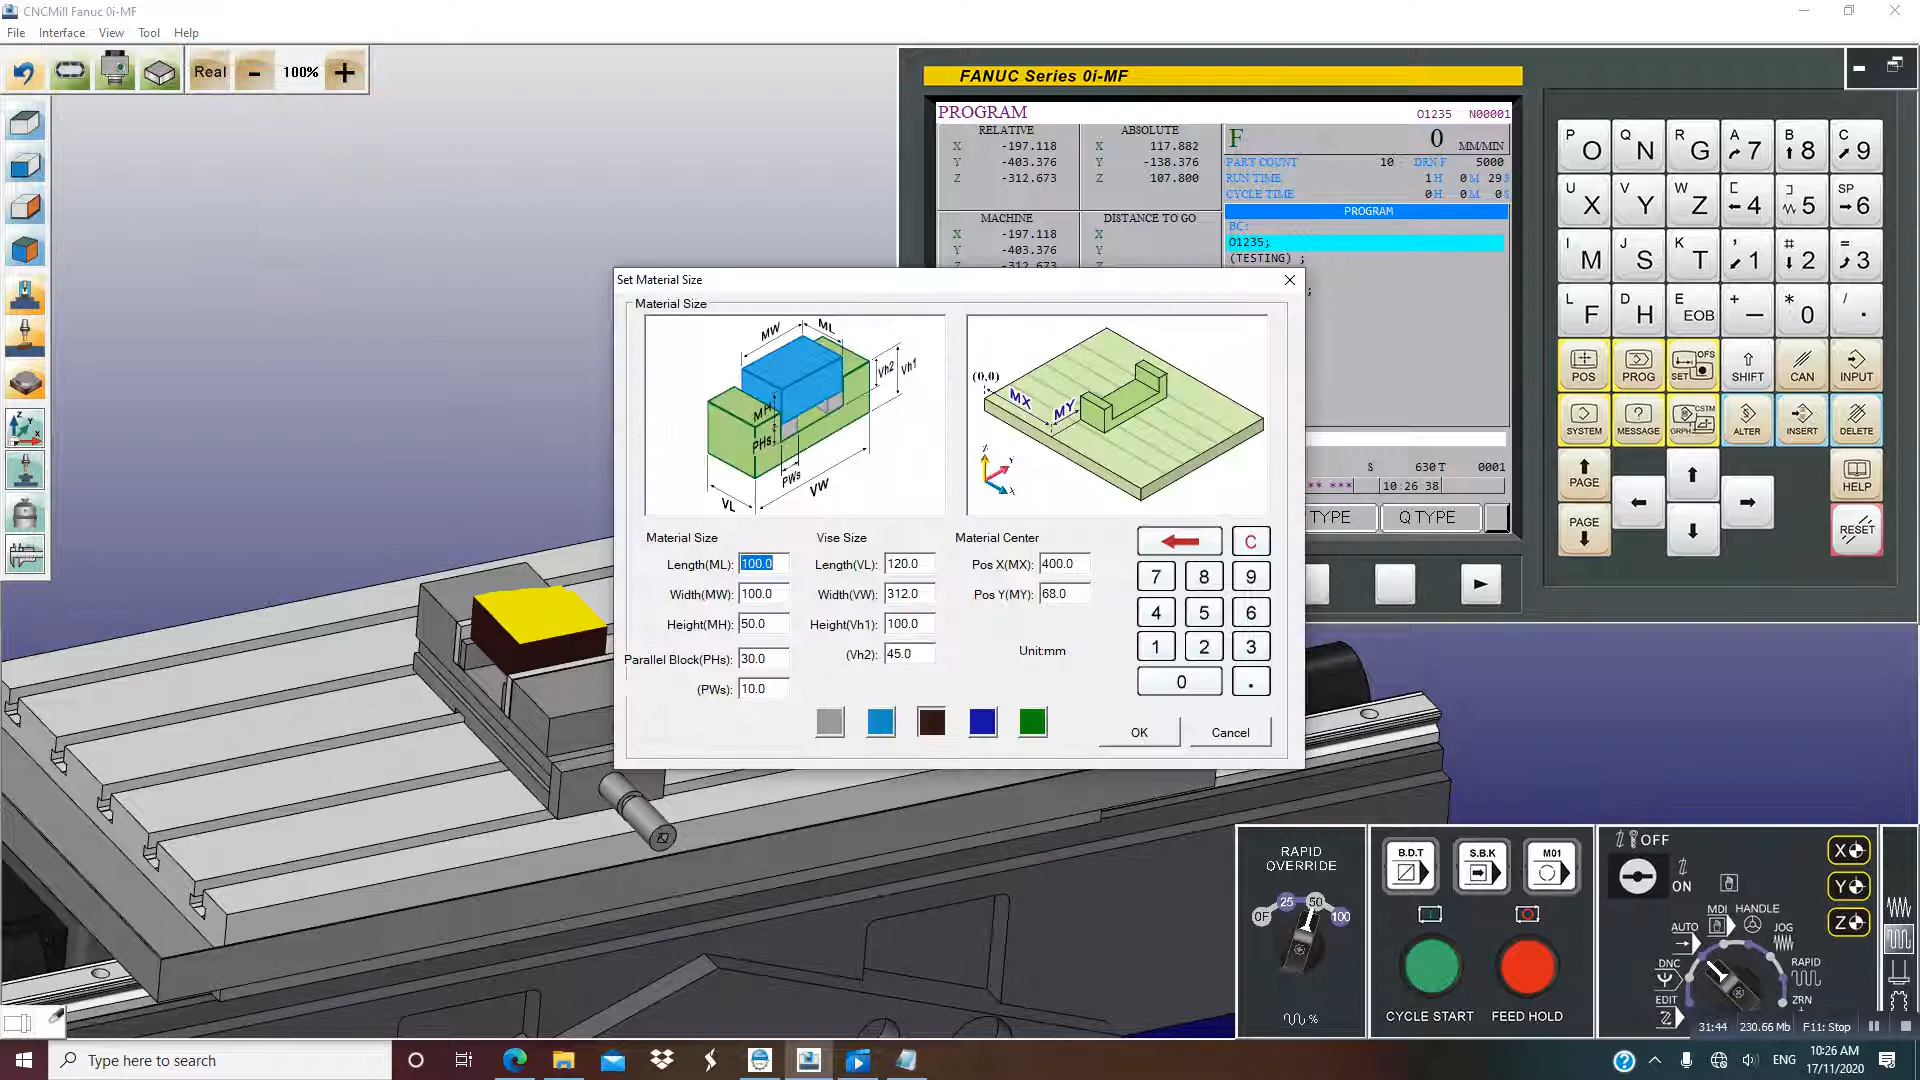 CNCMill Fanuc 0i-MF
File Interface View Tool Help
Real - 100% +
FANUC Series 0i-MF
PROGRAM O1235 N00001
RELATIVE
X -197.118
Y -403.376
Z -312.673
ABSOLUTE
X 117.882
Y -138.376
Z 107.800
MACHINE
X -197.118
Y -403.376
Z -312.673
DISTANCE TO GO
X
Y
F 0 MM/MIN
PART COUNT 10 DRN F 5000
RUN TIME 1H 0M 29S
CYCLE TIME 0H 0M 0S
PROGRAM
BC:
O1235;
(TESTING) ;
;
S 630T 0001
** *** 10:26 38
TYPE Q TYPE
P O Q N R G A 7 B 8 C 9
U X V Y W Z [ 4 ] 5 SP 6
I M J S K T , 1 # 2 = 3
L F D H E EOB + - * 0 / .
POS PROG OFS SET SHIFT CAN INPUT
SYSTEM MESSAGE CSTM GRPH ALTER INSERT DELETE
PAGE HELP
PAGE RESET
Set Material Size
Material Size
MW ML Vh2 Vh1
MH
PHs
PWs
VW
VL
(0,0)
MX MY
Z Y X
Material Size
Length(ML): 100.0
Width(MW): 100.0
Height(MH): 50.0
Parallel Block(PHs): 30.0
(PWs): 10.0
Vise Size
Length(VL): 120.0
Width(VW): 312.0
Height(Vh1): 100.0
(Vh2): 45.0
Material Center
Pos X(MX): 400.0
Pos Y(MY): 68.0
Unit:mm
C
7 8 9
4 5 6
1 2 3
0 .
OK Cancel
RAPID
OVERRIDE
0F 25 50 100
%
B.D.T S.B.K M01
CYCLE START FEED HOLD
OFF
ON
X
Y
Z
EDIT
DNC
AUTO
MDI
HANDLE
JOG
RAPID
ZRN
31:44 230.66 Mb F11: Stop
Type here to search
ENG
10:26 AM
17/11/2020